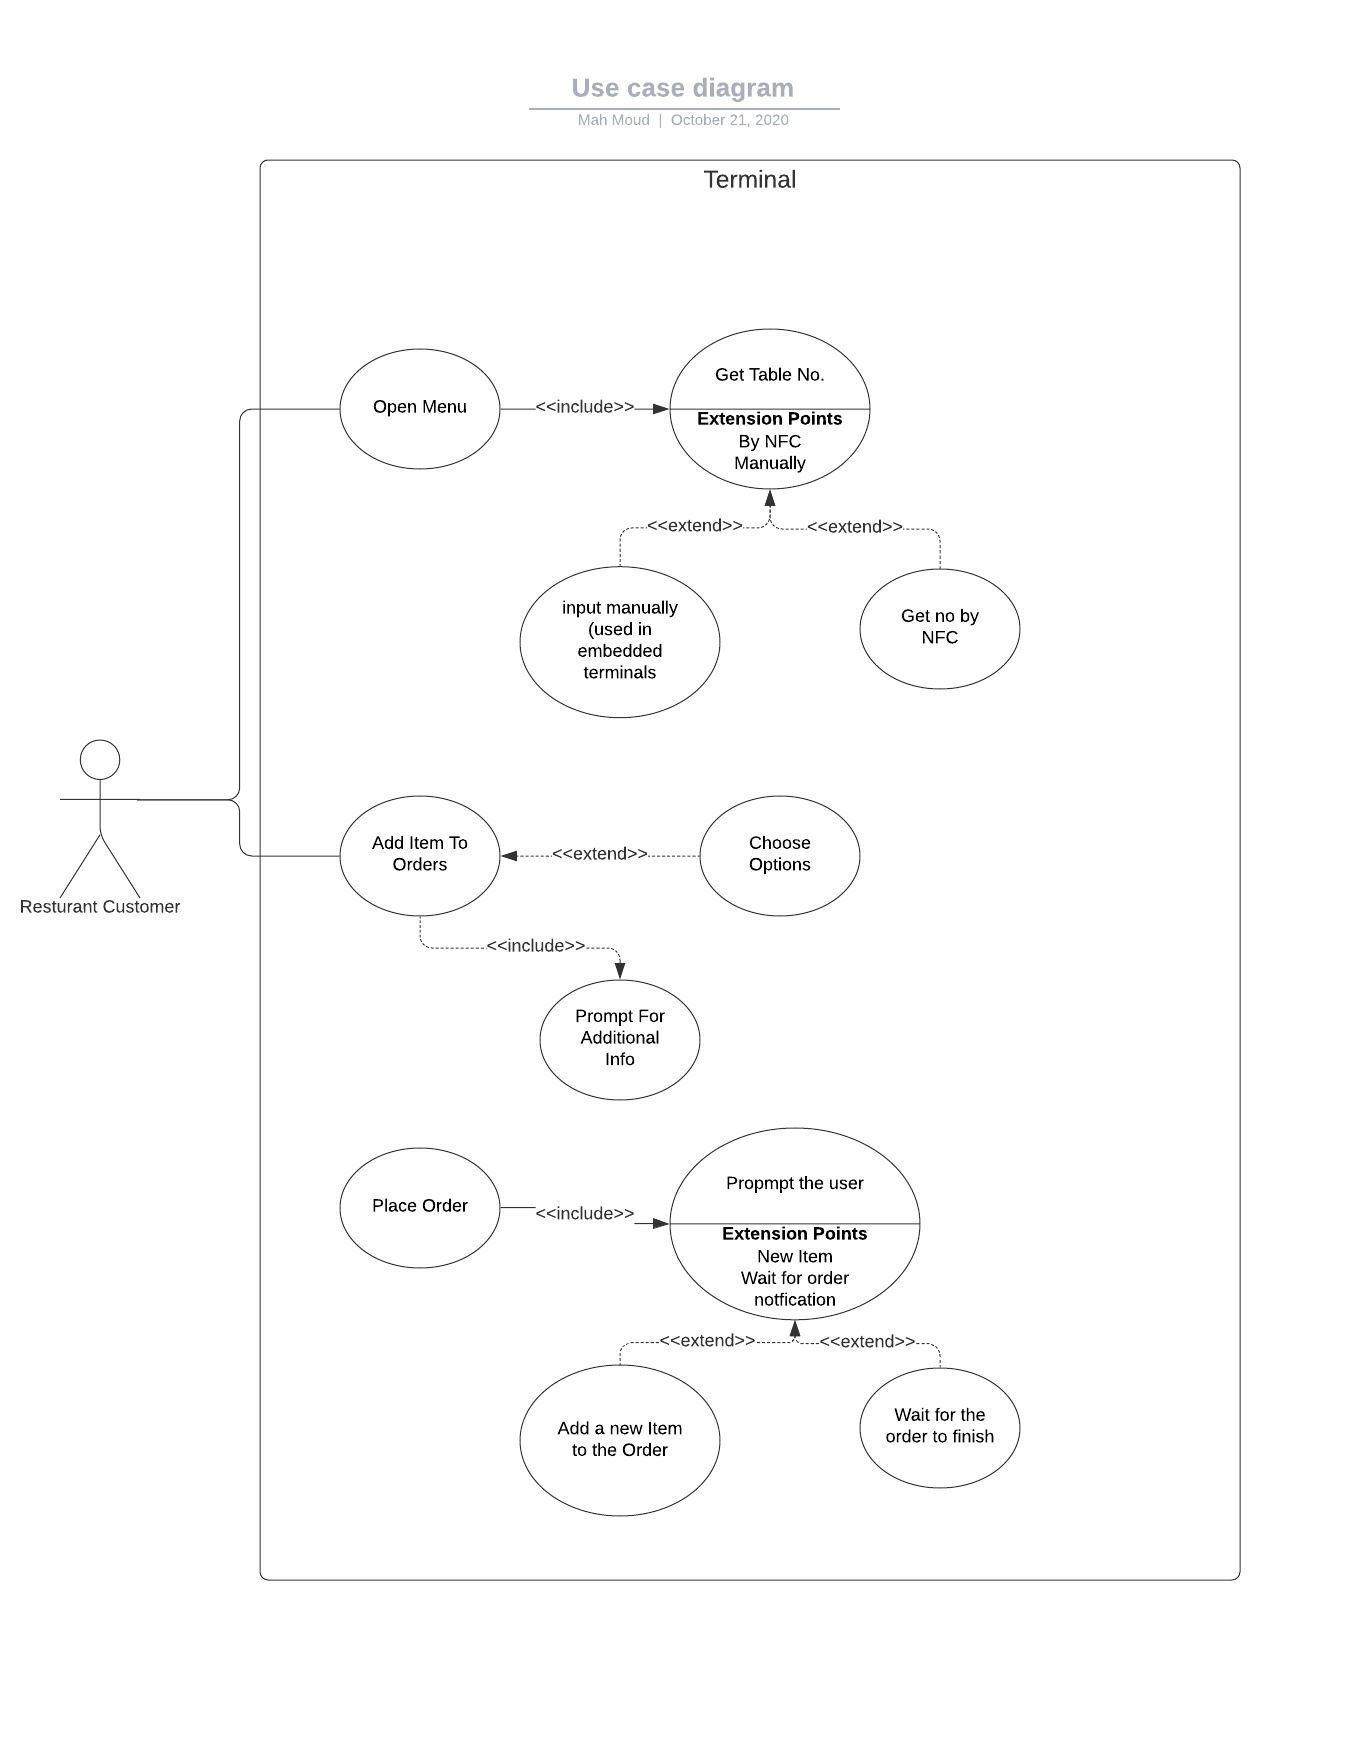 Use case diagram
Mah Moud | October 21, 2020
Terminal
Open Menu
<<include>>
Get Table No.
Extension Points
By NFC
Manually
<<extend>>
<<extend>>
input manually
(used in
embedded
terminals
Get no by
NFC
Resturant Customer
Add Item To
Orders
<<extend>>
Choose
Options
<<include>>
Prompt For
Additional
Info
Place Order
<<include>>
Propmpt the user
Extension Points
New Item
Wait for order
notfication
<<extend>>
<<extend>>
Add a new Item
to the Order
Wait for the
order to finish